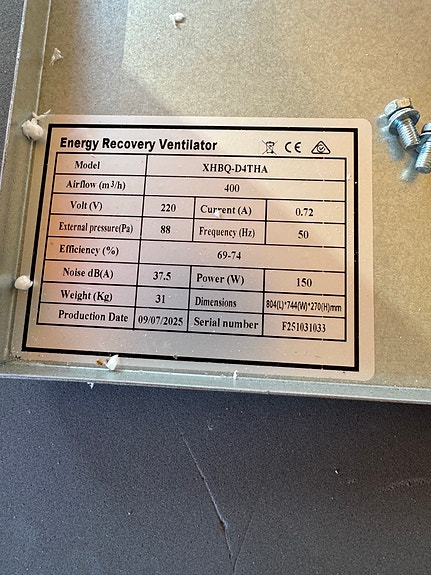 Energy Recovery Ventilator CE
Model XHBQ-D4THA
Airflow (m³/h) 400
Volt (V) 220 Current (A) 0.72
External pressure(Pa) 88 Frequency (Hz) 50
Efficiency (%) 69-74
Noise dB(A) 37.5 Power (W) 150
Weight (Kg) 31 Dimensions 804(L)*744(W)*270(H)mm
Production Date 09/07/2025 Serial number F251031033